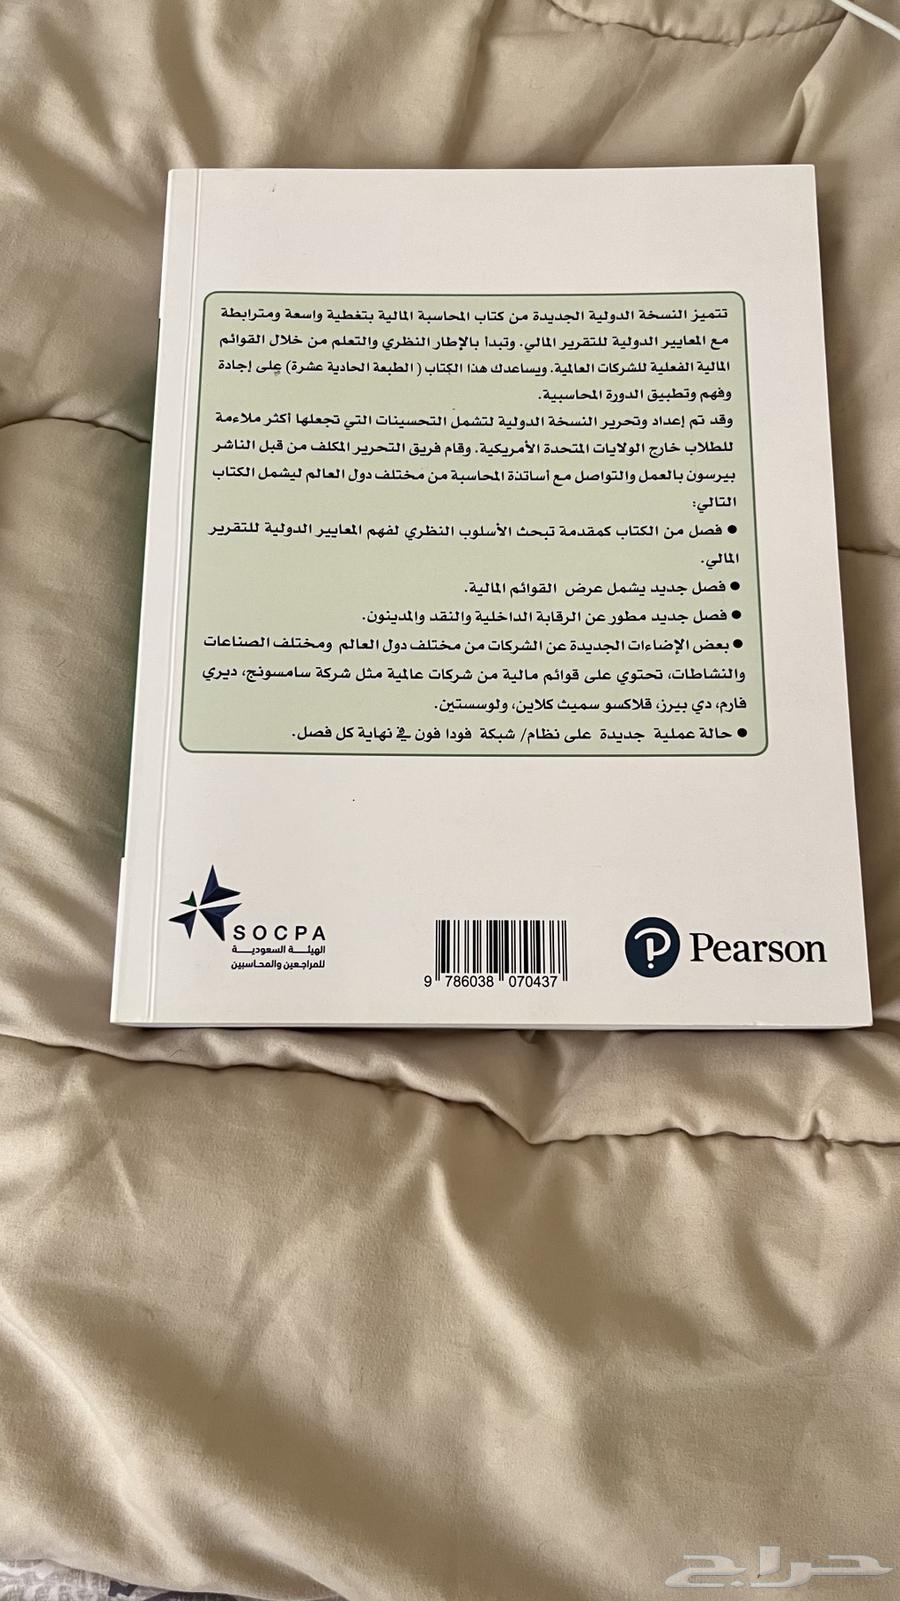 تتميز النسخة الدولية الجديدة من كتاب المحاسبة المالية بتغطية واسعة ومترابطة
مع المعايير الدولية للتقرير المالي. وتبدأ بالإطار النظري والتعلم من خلال القوائم
المالية الفعلية للشركات العالمية. ويساعدك هذا الكتاب ( الطبعة الحادية عشرة) على إجادة
وفهم وتطبيق الدورة المحاسبية.
وقد تم إعداد وتحرير النسخة الدولية لتشمل التحسينات التي تجعلها أكثر ملاءمة
للطلاب خارج الولايات المتحدة الأمريكية. وقام فريق التحرير المكلف من قبل الناشر
بيرسون بالعمل والتواصل مع أساتذة المحاسبة من مختلف دول العالم ليشمل الكتاب
التالي:
● فصل من الكتاب كمقدمة تبحث الأسلوب النظري لفهم المعايير الدولية للتقرير
المالي.
● فصل جديد يشمل عرض القوائم المالية.
● فصل جديد مطور عن الرقابة الداخلية والنقد والمدينون.
● بعض الإضاءات الجديدة عن الشركات من مختلف دول العالم ومختلف الصناعات
والنشاطات، تحتوي على قوائم مالية من شركات عالمية مثل شركة سامسونج، ديري
فارم، دي بيرز، قلاكسو سميث كلاين، ولوسستين.
● حالة عملية جديدة على نظام/ شبكة فودا فون في نهاية كل فصل.
SOCPA
الهيئة السعودية
للمراجعين والمحاسبين
9 786038 070437
Pearson
حراج